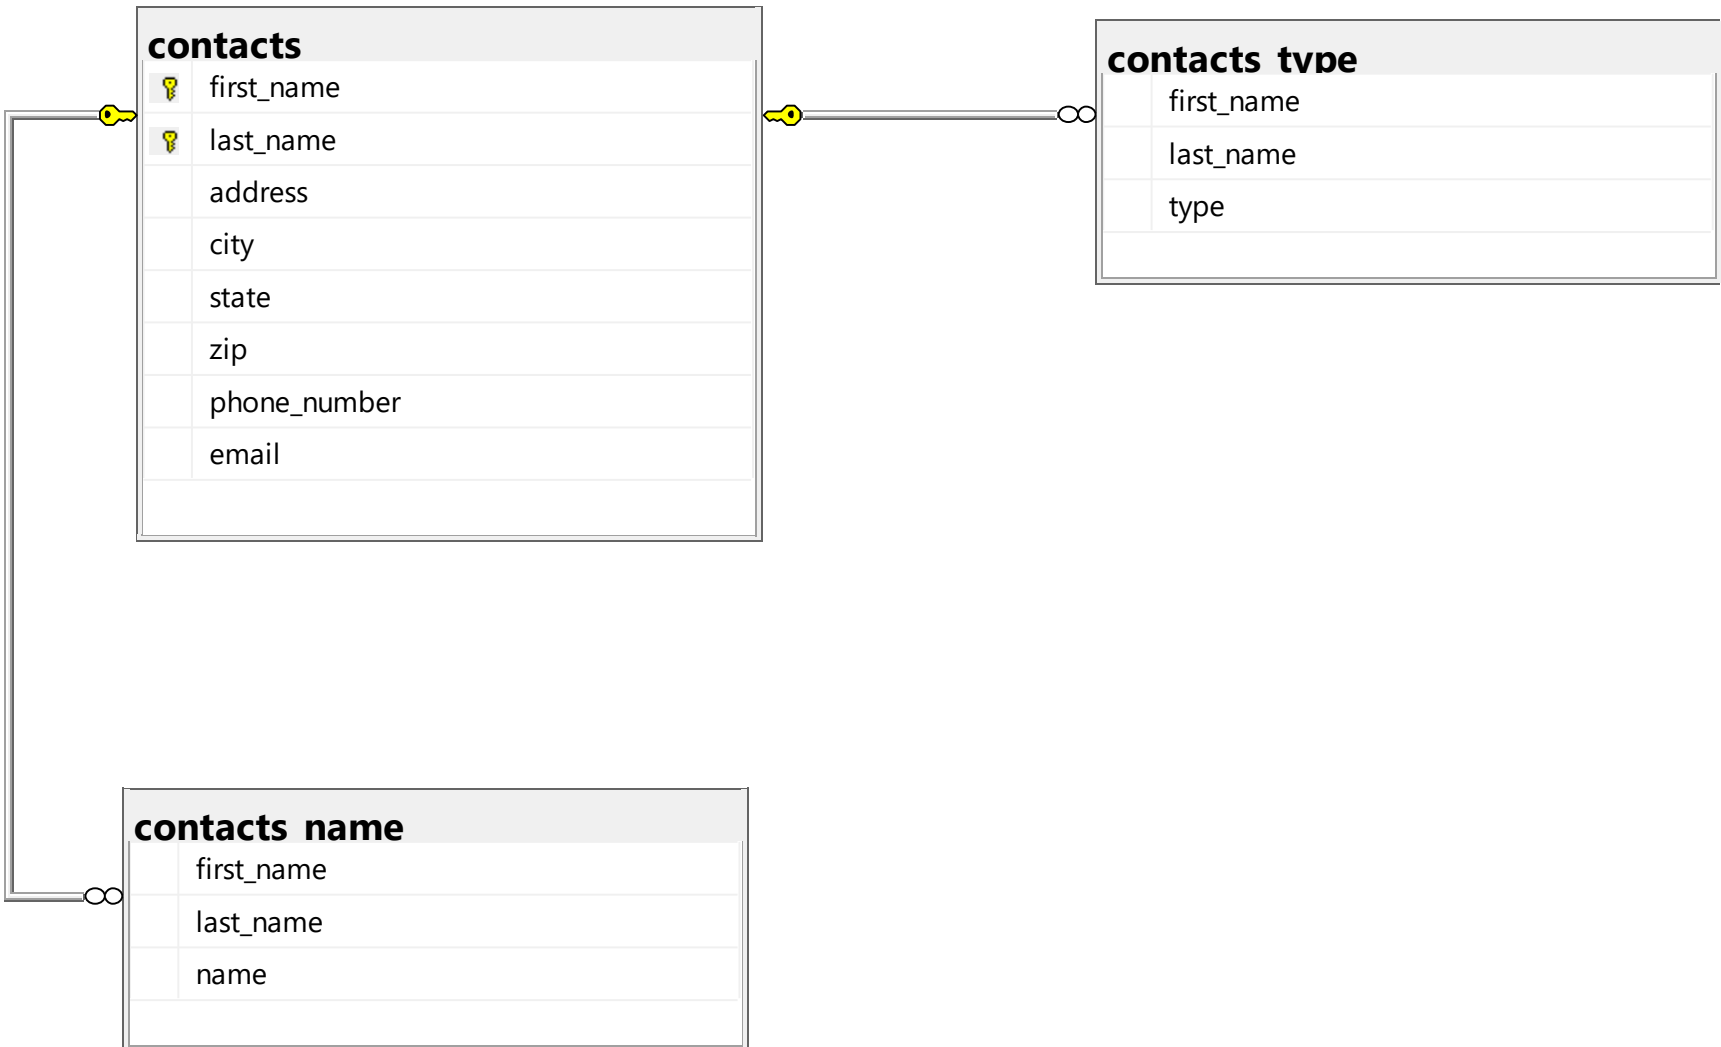 contacts
first_name
last_name
address
city
state
zip
phone_number
email
contacts_type
first_name
last_name
type
contacts_name
first_name
last_name
name